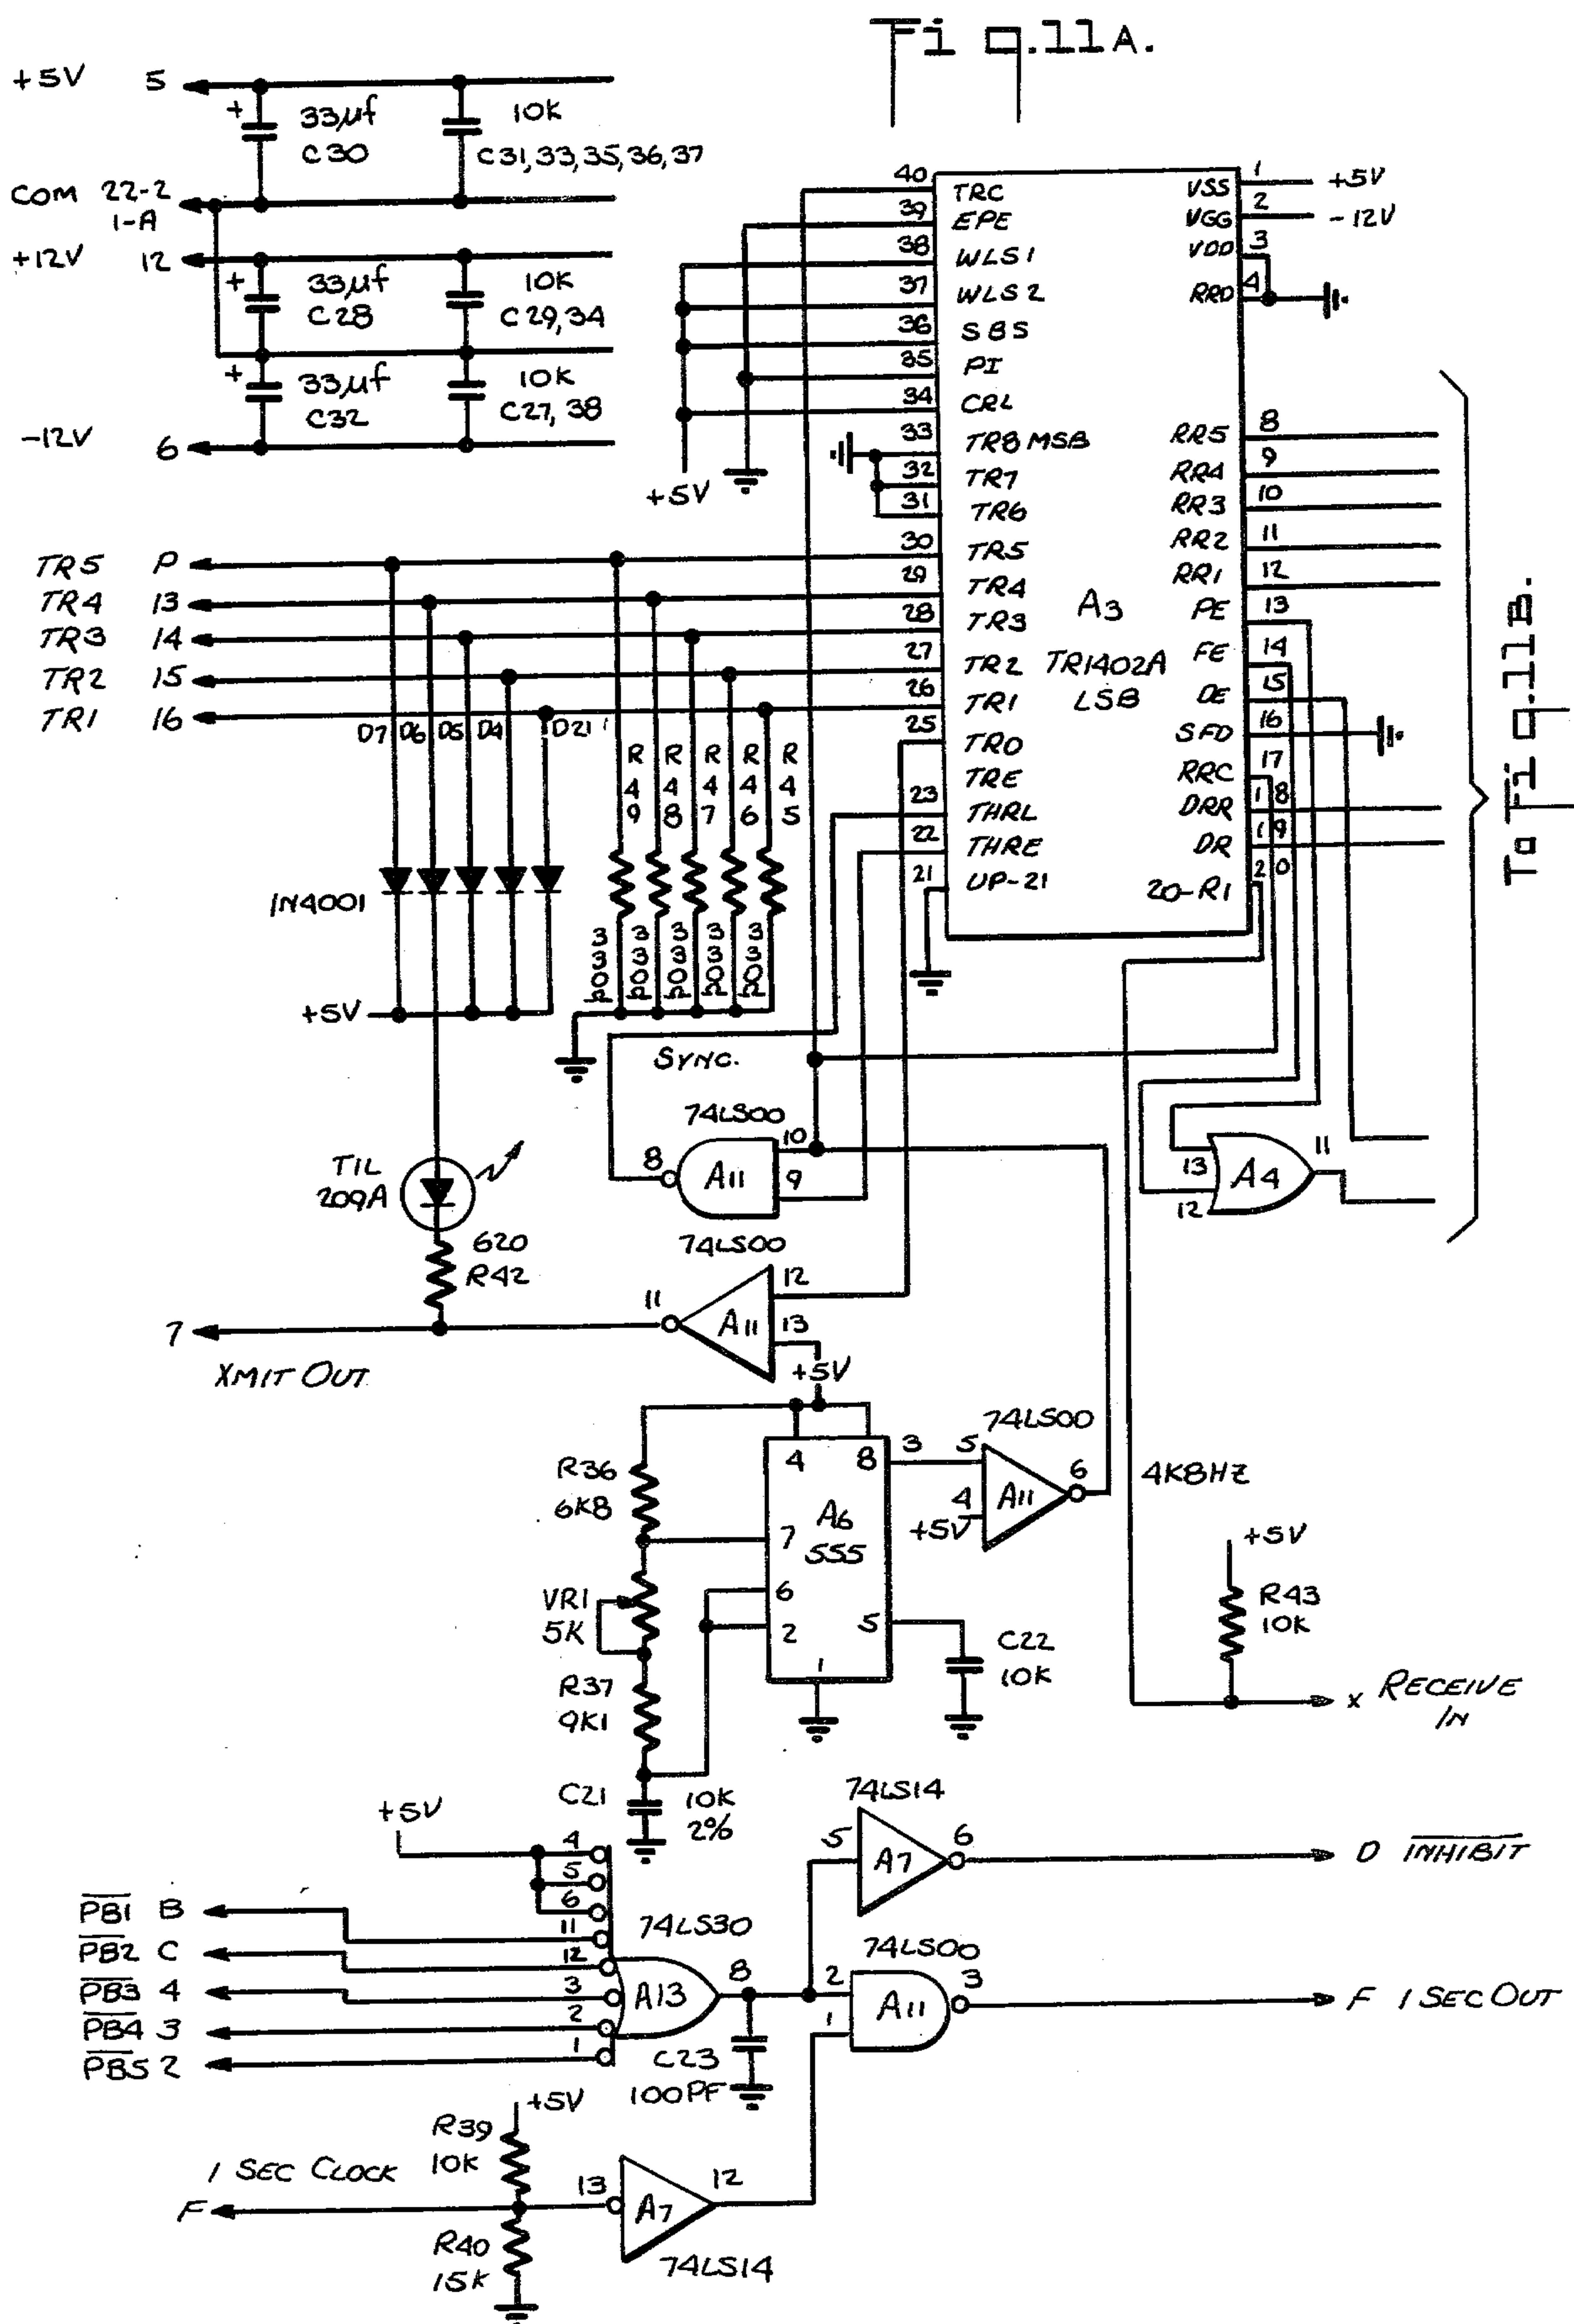 Fig.11A.
+5V 5
33µf
C30
10K
C31,33,35,36,37
COM 22-2
1-A
+12V 12
33µf
C28
10K
C29,34
33µf
C32
10K
C27,38
-12V 6
40 TRC
39 EPE
38 WLS1
37 WLS2
36 SBS
35 PI
34 CRL
33 TR8 MSB
32 TR7
31 TR6
30 TR5
29 TR4
28 TR3
27 TR2
26 TR1
25 TRO
TRE
23 THRL
22 THRE
21 UP-21
A3
TR1402A
LSB
VSS 1 +5V
VGG 2 -12V
VDD 3
RRD 4
RR5 8
RR4 9
RR3 10
RR2 11
RR1 12
PE 13
FE 14
OE 15
SFD 16
RRC 17
DRR 18
DR 19
20-R1 20
To Fig.11B.
+5V
TR5 P
TR4 13
TR3 14
TR2 15
TR1 16
D7 D6 D5 D4 D21
R49 R48 R47 R46 R45
1N4001
330Ω 330Ω 330Ω 330Ω 330Ω
+5V
SYNC.
74LS00
8 A11 10
9
13
12 A4 11
TIL
209A
620
R42
74LS00
11 A11 12
13
+5V
7
XMIT OUT
R36
6K8
VR1
5K
R37
9K1
C21
10K
2%
4 8 3
A6
555
7
6
2 5
1
C22
10K
74LS00
5
4 A11 6
+5V
4K8HZ
+5V
R43
10K
X RECEIVE
IN
+5V
4
5
6
11
12
3
2
1
74LS30
A13 8
C23
100PF
PB1 B
PB2 C
PB3 4
PB4 3
PB5 2
74LS14
5 A7 6
D INHIBIT
74LS00
2 A11 3
1
F 1 SEC OUT
+5V
R39
10K
1 SEC CLOCK
F
13 A7 12
74LS14
R40
15K